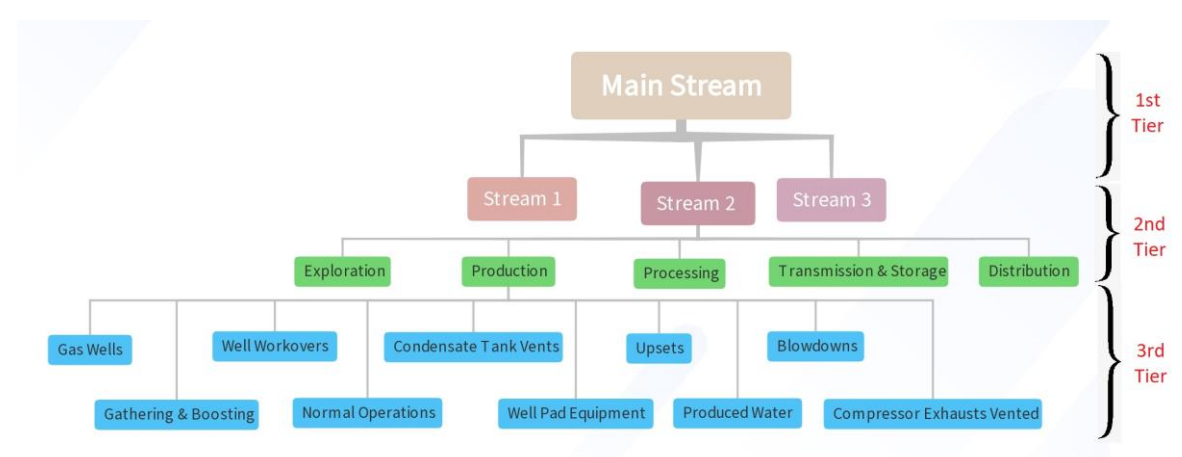 Main Stream
1st
Tier
Stream 1
Stream 2
Stream 3
2nd
Tier
Exploration
Production
Processing
Transmission & Storage
Distribution
Gas Wells
Well Workovers
Condensate Tank Vents
Upsets
Blowdowns
3rd
Tier
Gathering & Boosting
Normal Operations
Well Pad Equipment
Produced Water
Compressor Exhausts Vented